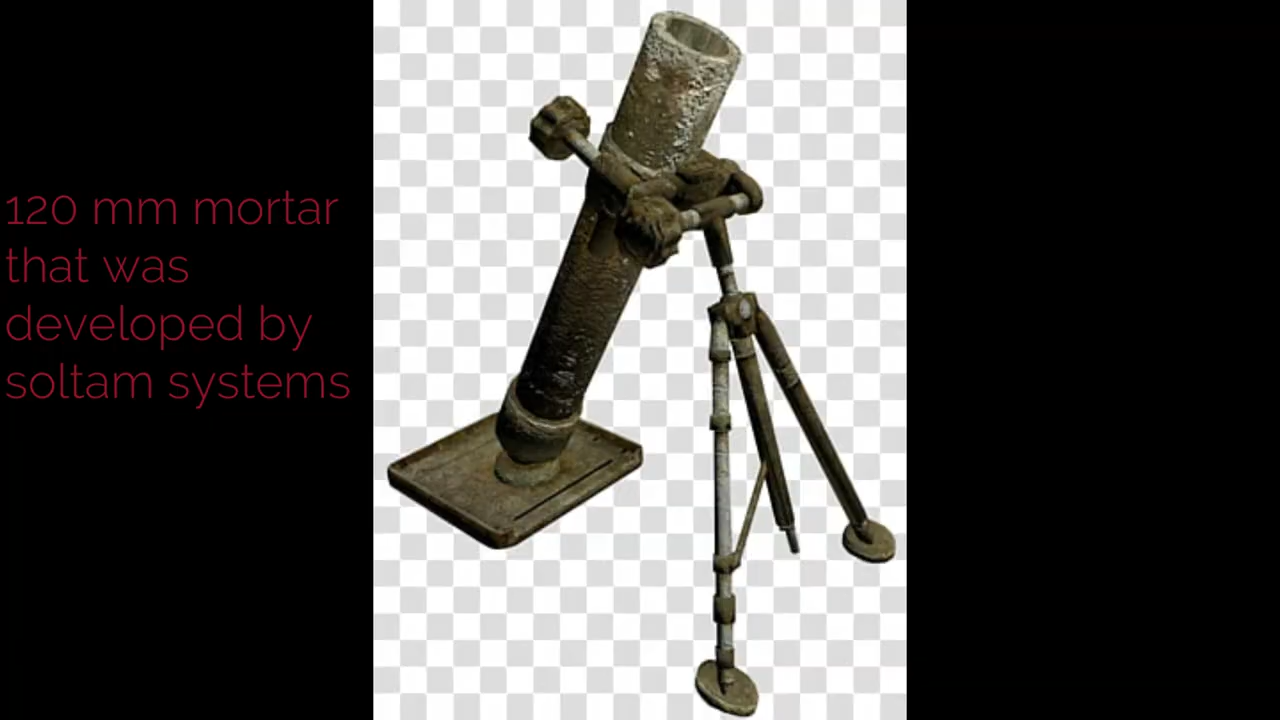 120 mm mortar
that was
developed by
soltam systems